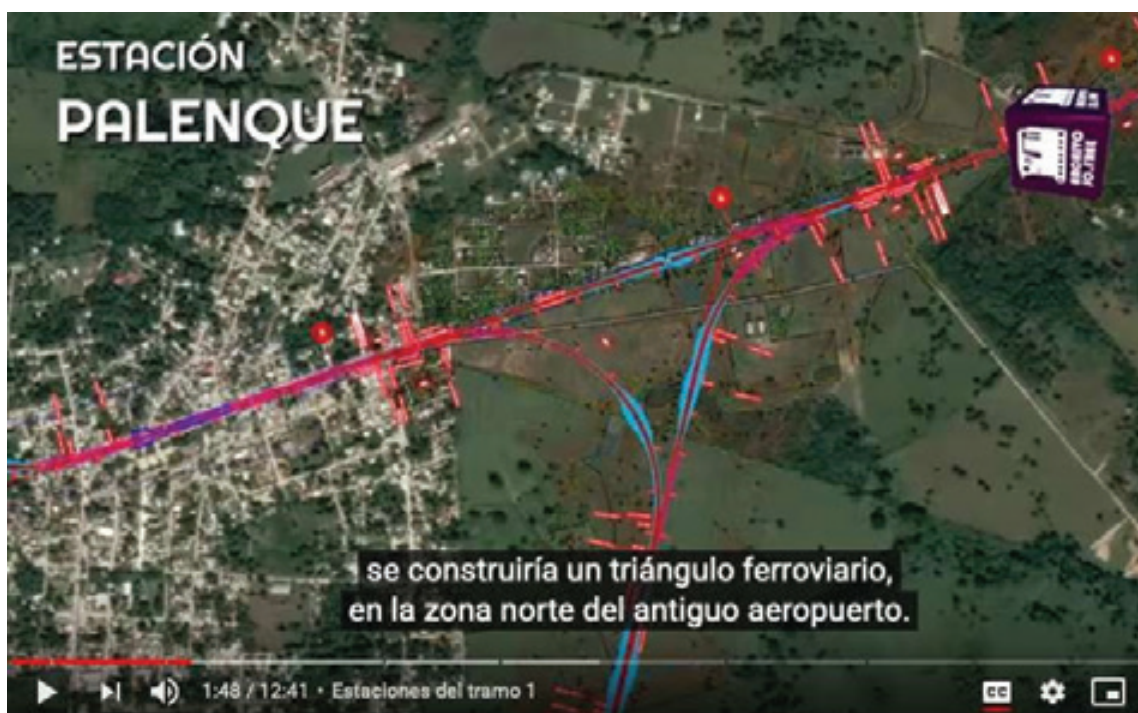 ESTACIÓN
PALENQUE
se construiría un triángulo ferroviario,
en la zona norte del antiguo aeropuerto.
1:48 / 12:41 • Estaciones del tramo 1
CC